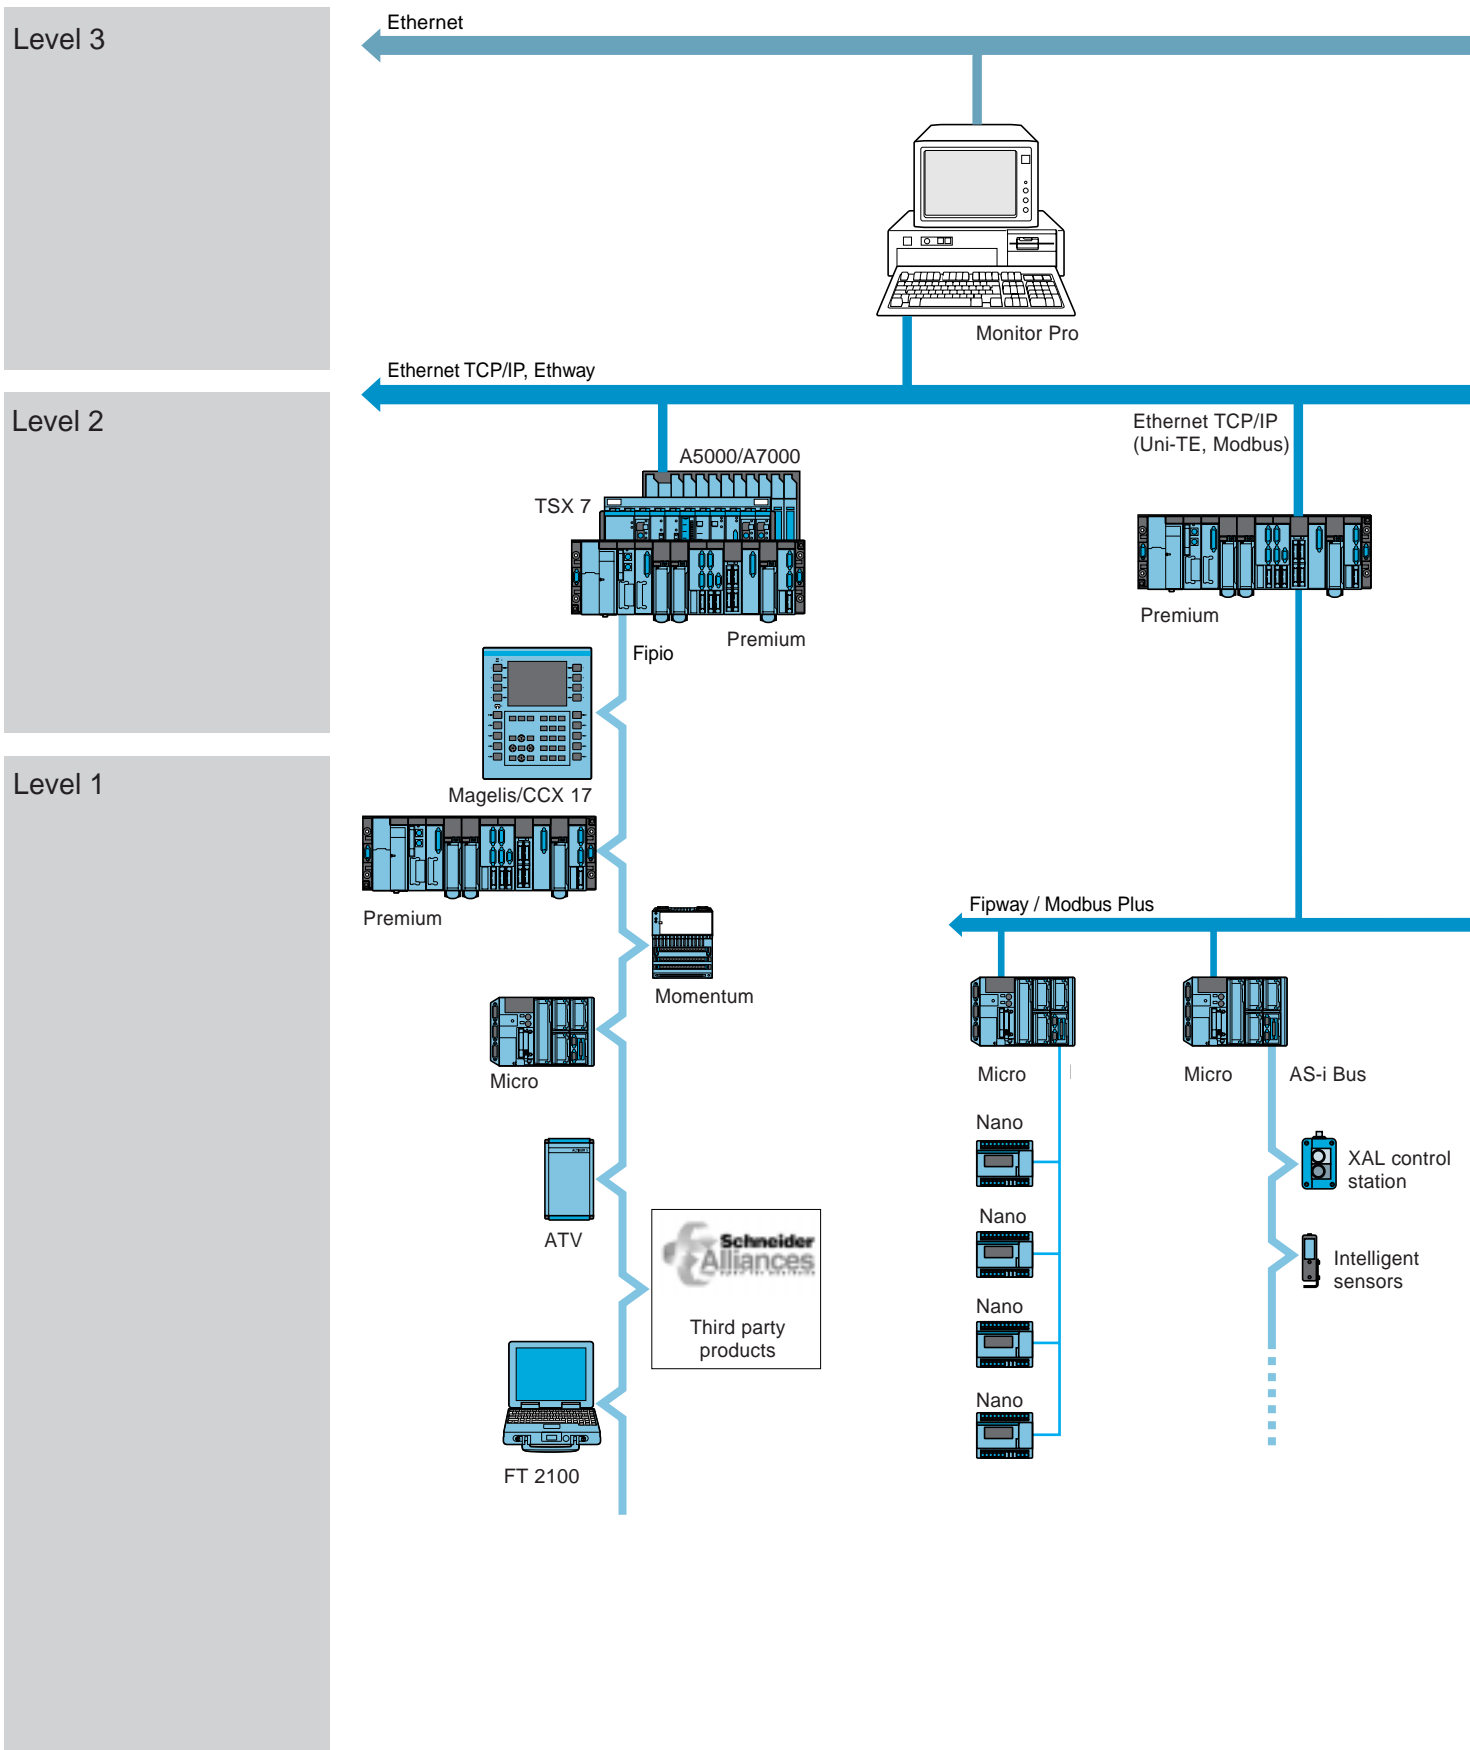 Level 3
Ethernet
Monitor Pro
Ethernet TCP/IP, Ethway
Level 2
Ethernet TCP/IP
(Uni-TE, Modbus)
A5000/A7000
TSX 7
Premium
Premium
Fipio
Level 1
Magelis/CCX 17
Premium
Fipway / Modbus Plus
Momentum
Micro
Micro
Micro
AS-i Bus
Nano
XAL control
station
Nano
ATV
Schneider
Alliances
Intelligent
sensors
Nano
Third party
products
Nano
FT 2100